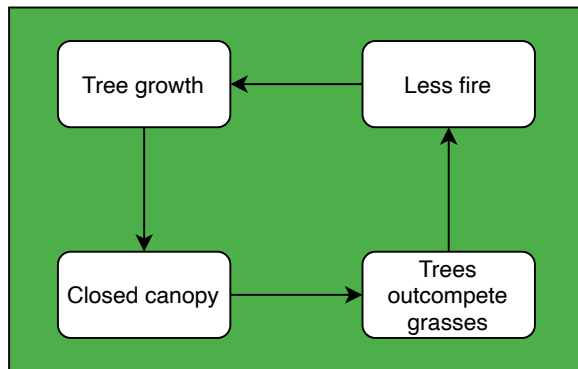 Tree growth
Less fire
Closed canopy
Trees
outcompete
grasses